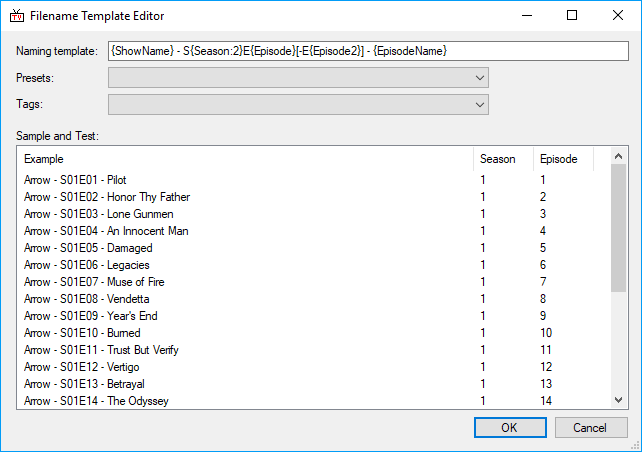 Filename Template Editor
Naming template: {ShowName} - S{Season:2}E{Episode}[-E{Episode2}] - {EpisodeName}
Presets:
Tags:
Sample and Test:
Example Season Episode
Arrow - S01E01 - Pilot 1 1
Arrow - S01E02 - Honor Thy Father 1 2
Arrow - S01E03 - Lone Gunmen 1 3
Arrow - S01E04 - An Innocent Man 1 4
Arrow - S01E05 - Damaged 1 5
Arrow - S01E06 - Legacies 1 6
Arrow - S01E07 - Muse of Fire 1 7
Arrow - S01E08 - Vendetta 1 8
Arrow - S01E09 - Year's End 1 9
Arrow - S01E10 - Burned 1 10
Arrow - S01E11 - Trust But Verify 1 11
Arrow - S01E12 - Vertigo 1 12
Arrow - S01E13 - Betrayal 1 13
Arrow - S01E14 - The Odyssey 1 14
OK Cancel